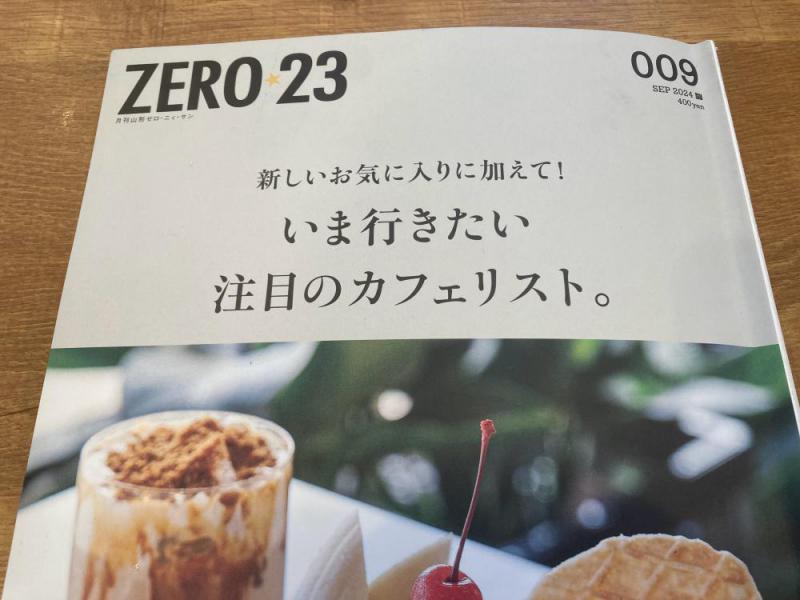 ZERO★23
月刊山形ゼロ・ニィ・サン
009
SEP 2024
400yen
新しいお気に入りに加えて!
いま行きたい
注目のカフェリスト。